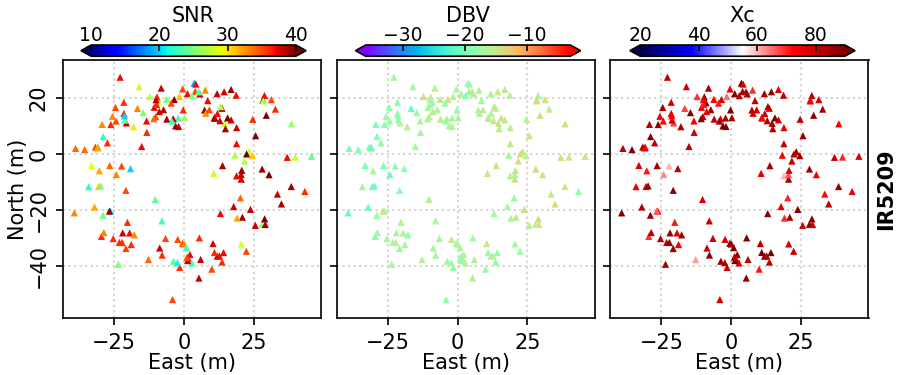 SNR DBV Xc
10 20 30 40 −30 −20 −10 20 40 60 80
North (m)
20
0
−20
−40
IR5209
−25 0 25 −25 0 25 −25 0 25
East (m) East (m) East (m)